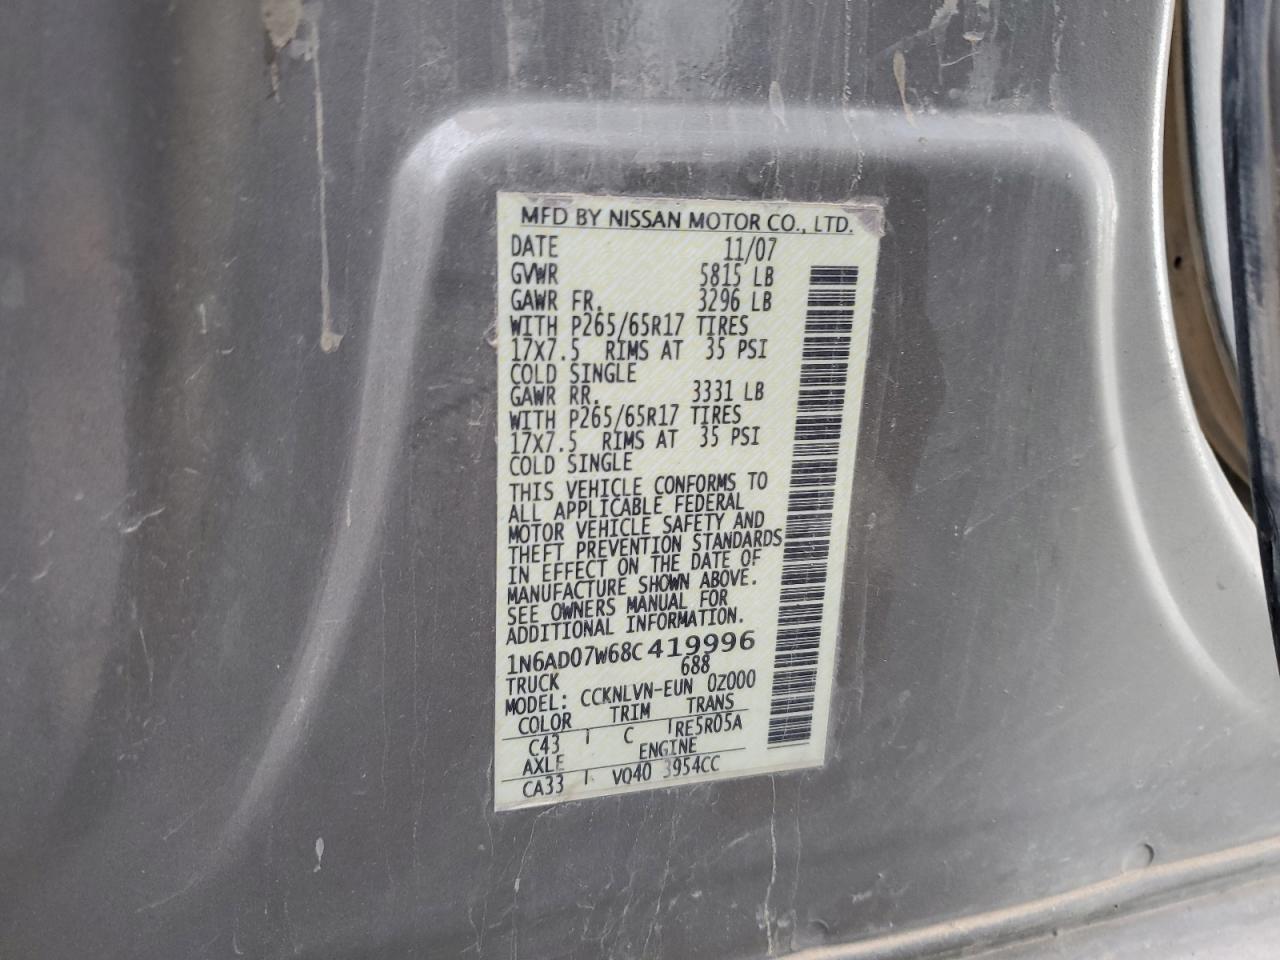 MFD BY NISSAN MOTOR CO., LTD.
DATE 11/07
GVWR 5815 LB
GAWR FR. 3296 LB
WITH P265/65R17 TIRES
17X7.5 RIMS AT 35 PSI
COLD SINGLE
GAWR RR. 3331 LB
WITH P265/65R17 TIRES
17X7.5 RIMS AT 35 PSI
COLD SINGLE
THIS VEHICLE CONFORMS TO
ALL APPLICABLE FEDERAL
MOTOR VEHICLE SAFETY AND
THEFT PREVENTION STANDARDS
IN EFFECT ON THE DATE OF
MANUFACTURE SHOWN ABOVE.
SEE OWNERS MANUAL FOR
ADDITIONAL INFORMATION.
1N6AD07W68C419996
TRUCK 688
MODEL: CCKNLVN-EUN 0Z000
COLOR TRIM TRANS
C43 C RE5R05A
AXLE ENGINE
CA33 VQ40 3954CC